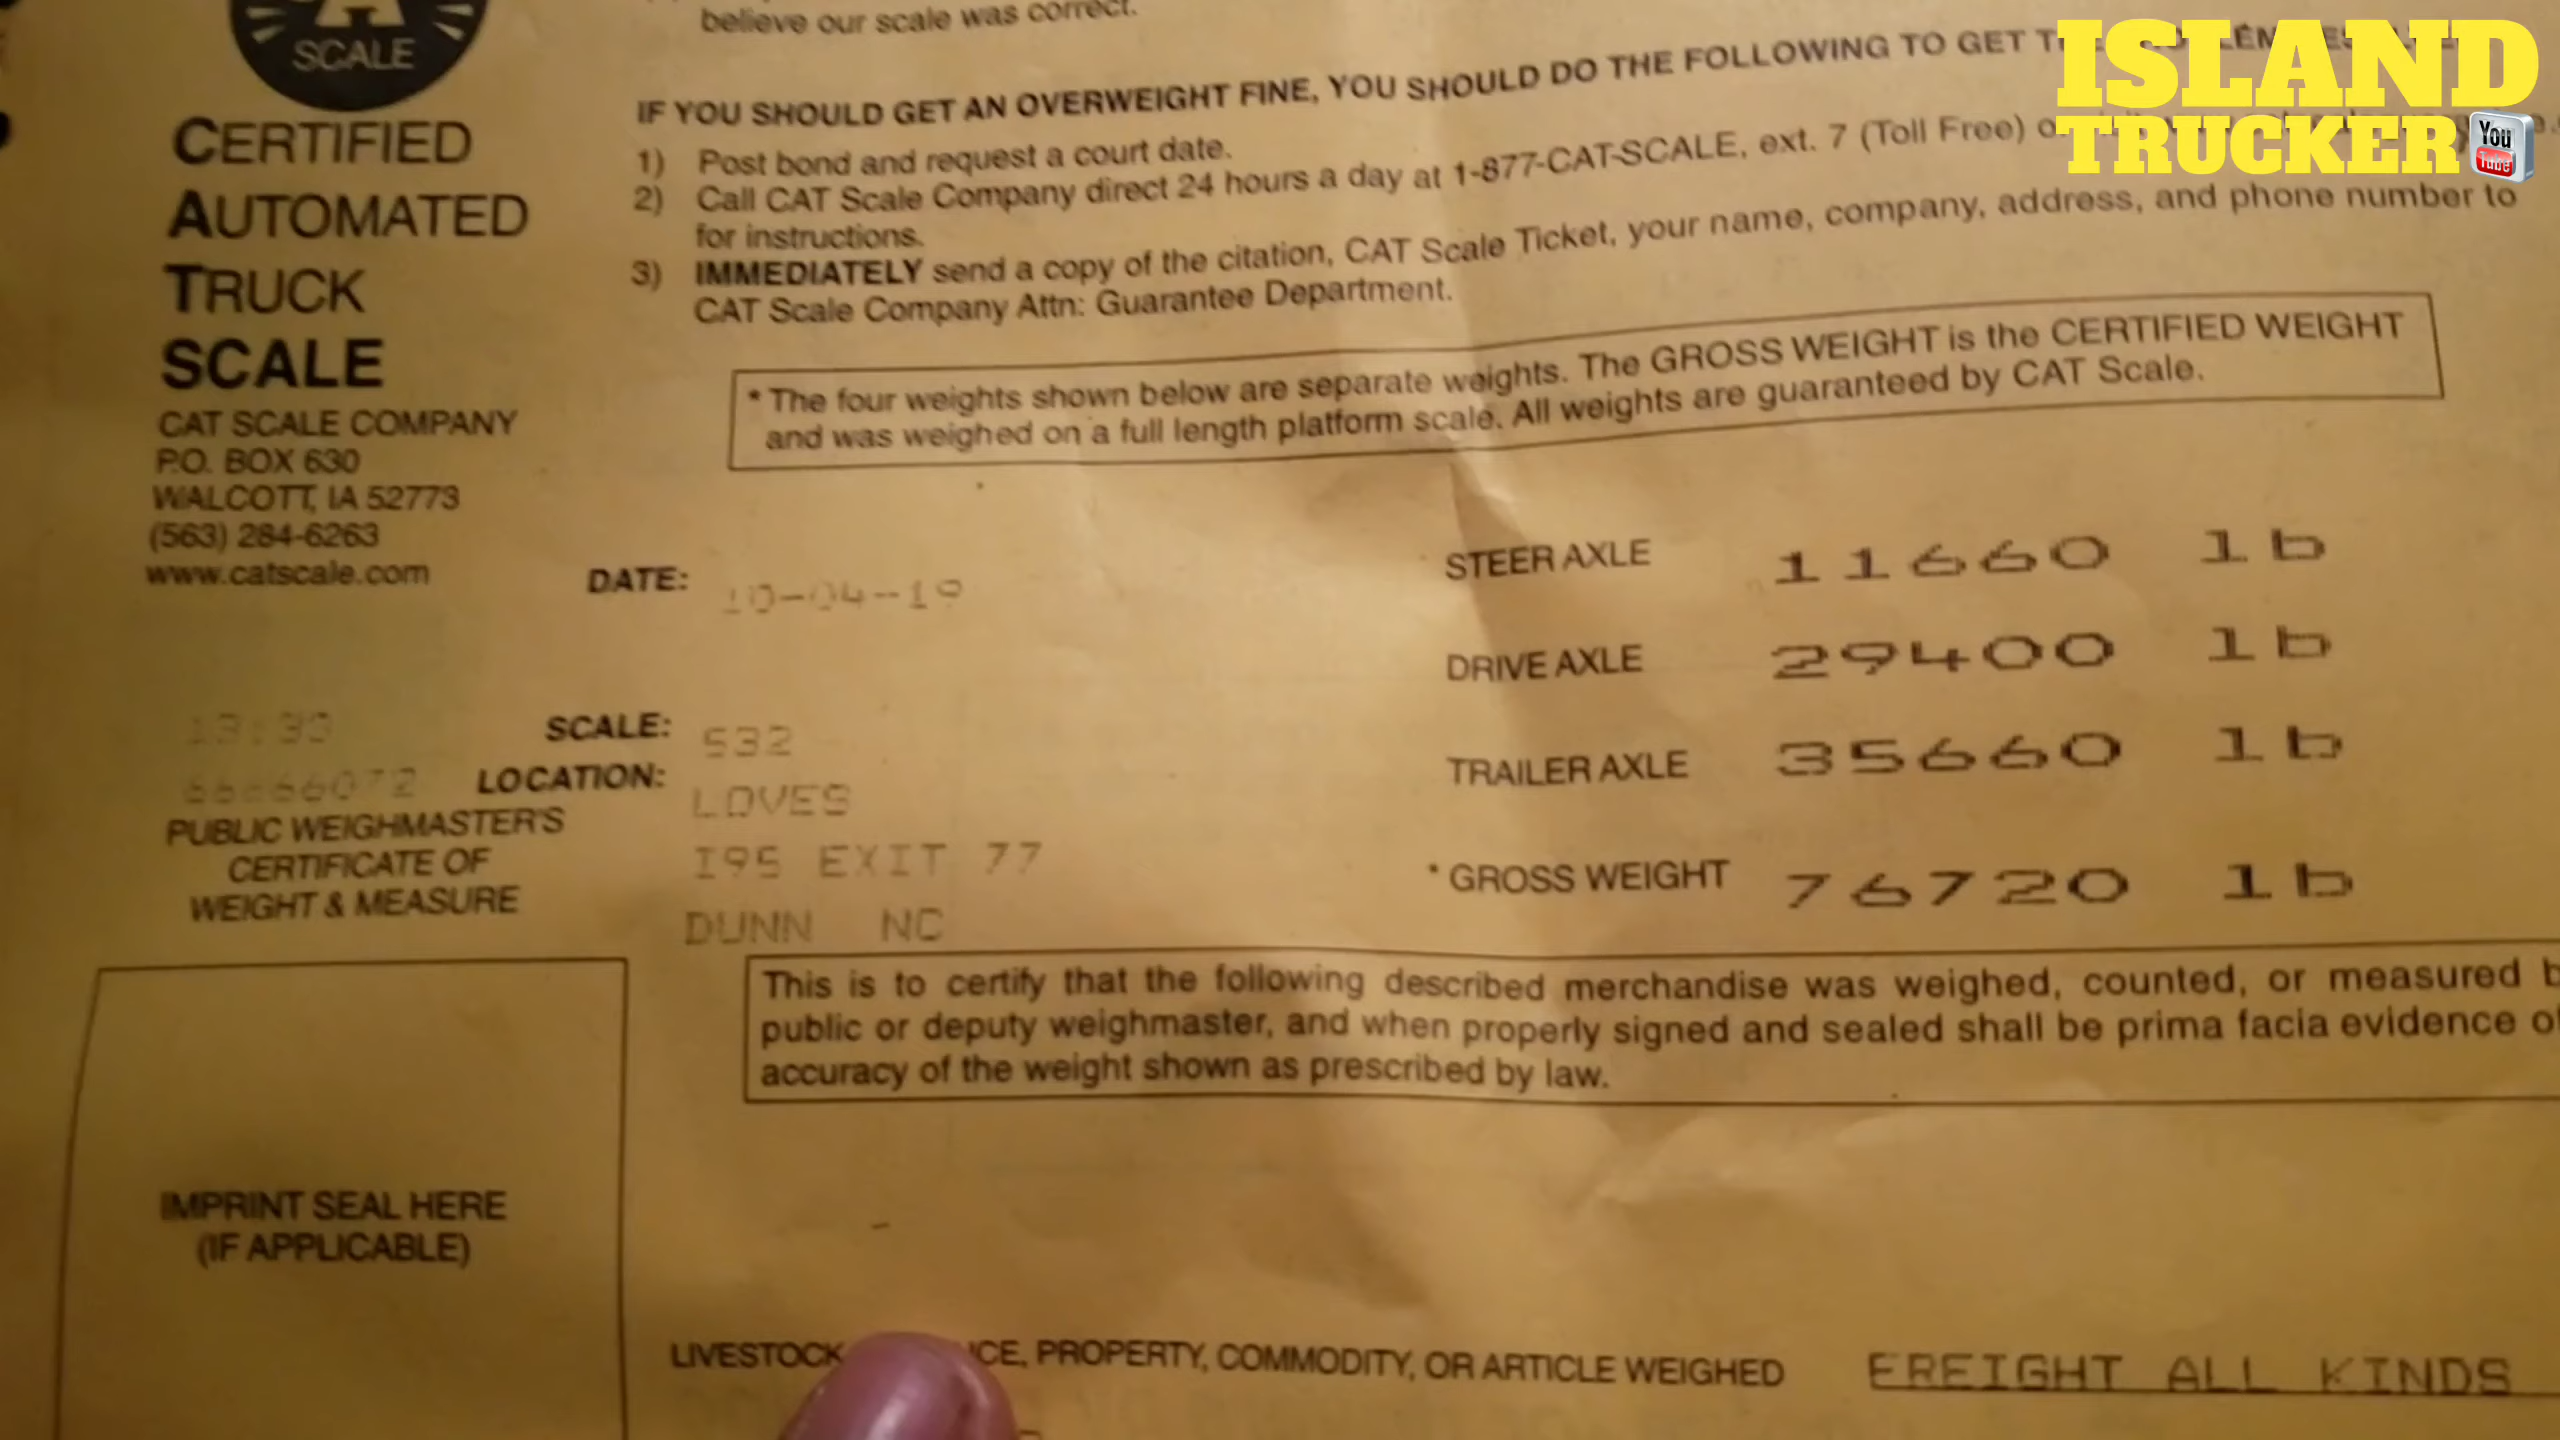 believe our scale was correct.
SCALE
IF YOU SHOULD GET AN OVERWEIGHT FINE, YOU SHOULD DO THE FOLLOWING TO GET
1) Post bond and request a court date.
2) Call CAT Scale Company direct 24 hours a day at 1-877-CAT-SCALE, ext. 7 (Toll Free)
for instructions.
3) IMMEDIATELY send a copy of the citation, CAT Scale Ticket, your name, company, address, and phone number to
CAT Scale Company Attn: Guarantee Department.
ISLAND
TRUCKER
You
Tube
CERTIFIED
AUTOMATED
TRUCK
SCALE
CAT SCALE COMPANY
P.O. BOX 630
WALCOTT, IA 52773
(563) 284-6263
www.catscale.com
* The four weights shown below are separate weights. The GROSS WEIGHT is the CERTIFIED WEIGHT
and was weighed on a full length platform scale. All weights are guaranteed by CAT Scale.
DATE: 10-04-19
STEER AXLE 11660 lb
DRIVE AXLE 29400 lb
TRAILER AXLE 35660 lb
* GROSS WEIGHT 76720 lb
SCALE: 532
LOCATION: LOVES
I95 EXIT 77
DUNN NC
PUBLIC WEIGHMASTER'S
CERTIFICATE OF
WEIGHT & MEASURE
This is to certify that the following described merchandise was weighed, counted, or measured
public or deputy weighmaster, and when properly signed and sealed shall be prima facia evidence
accuracy of the weight shown as prescribed by law.
IMPRINT SEAL HERE
(IF APPLICABLE)
LIVESTOCK, PROPERTY, COMMODITY, OR ARTICLE WEIGHED FREIGHT ALL KINDS